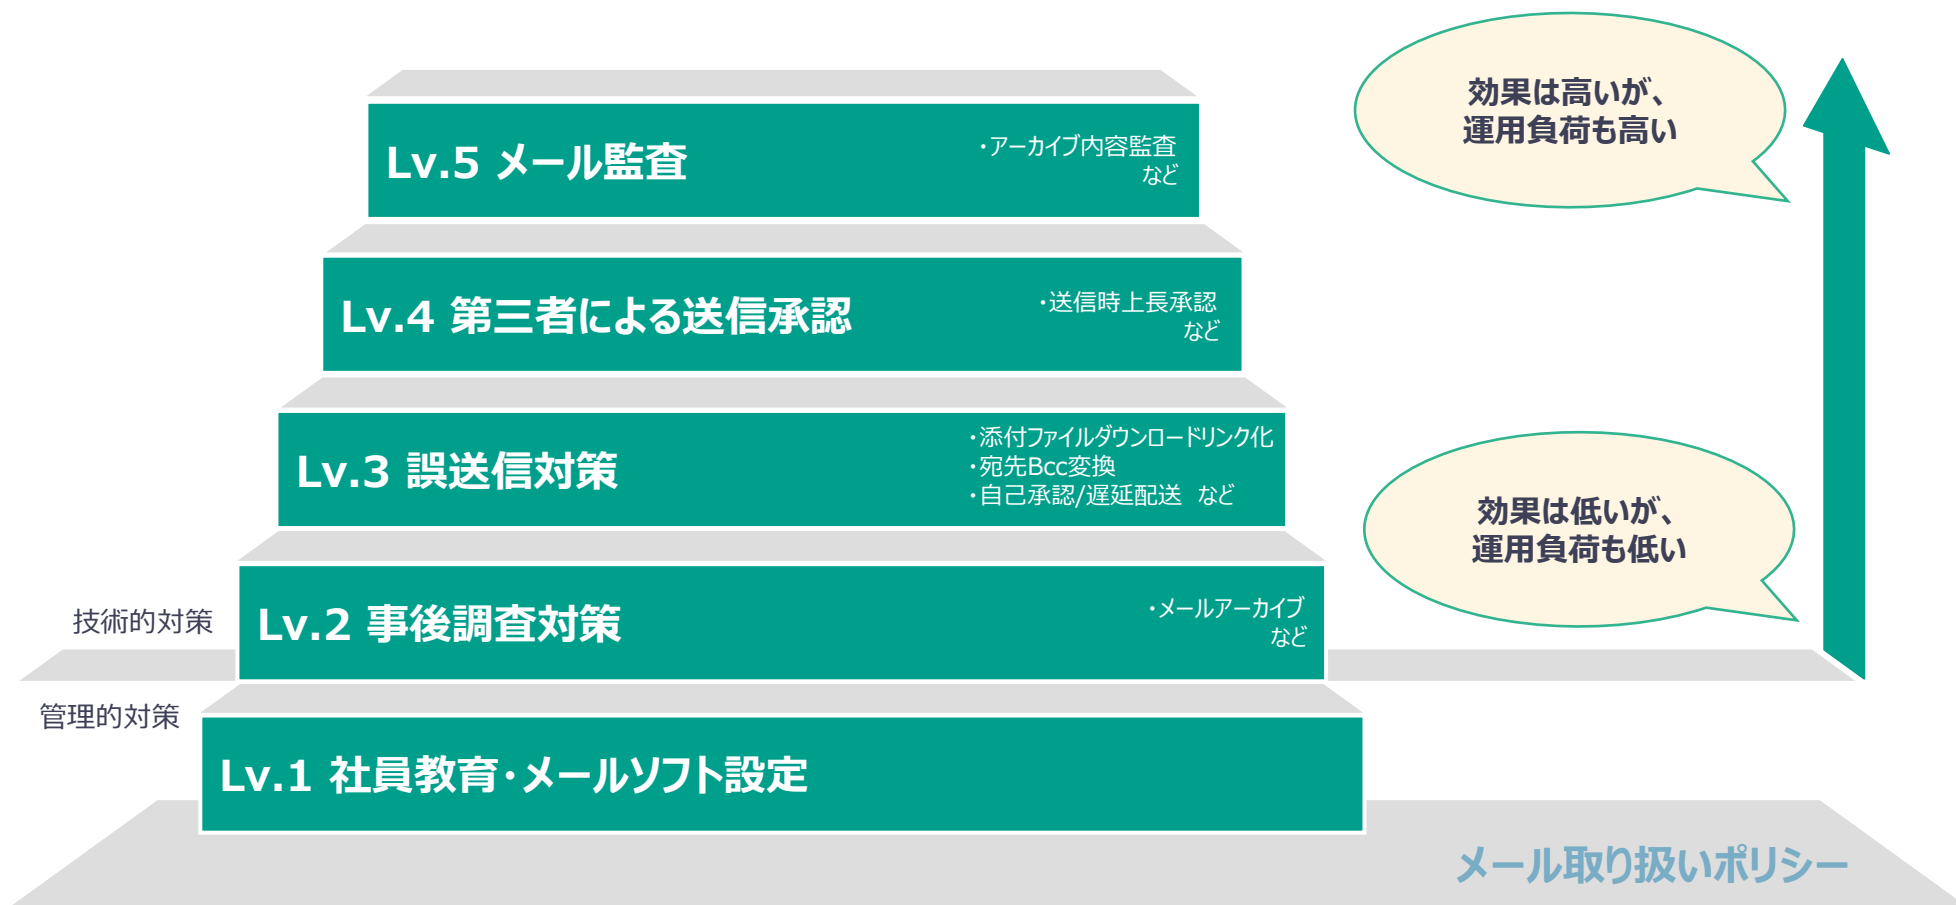 効果は高いが、
運用負荷も高い
Lv.5 メール監査
・アーカイブ内容監査
など
Lv.4 第三者による送信承認
・送信時上長承認
など
Lv.3 誤送信対策
・添付ファイルダウンロードリンク化
・宛先Bcc変換
・自己承認/遅延配送 など
効果は低いが、
運用負荷も低い
技術的対策
Lv.2 事後調査対策
・メールアーカイブ
など
管理的対策
Lv.1 社員教育・メールソフト設定
メール取り扱いポリシー